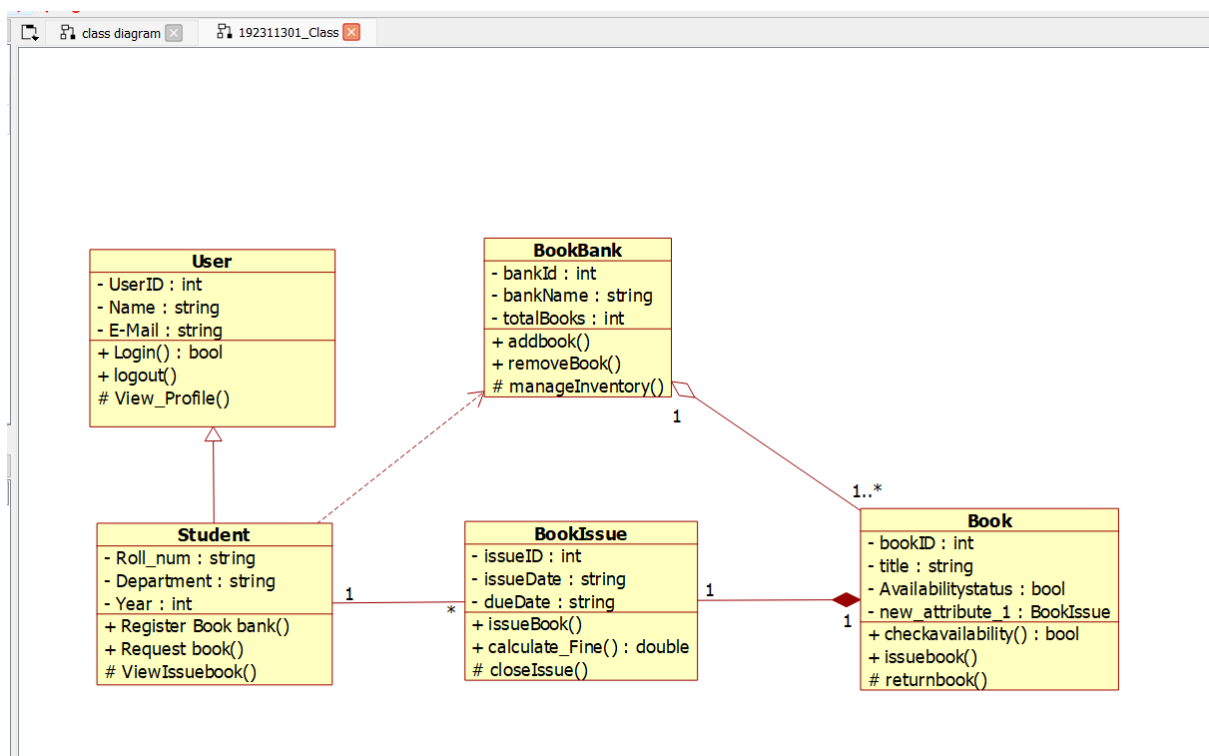 class diagram
192311301_Class
User
- UserID : int
- Name : string
- E-Mail : string
+ Login() : bool
+ logout()
# View_Profile()
BookBank
- bankId : int
- bankName : string
- totalBooks : int
+ addbook()
+ removeBook()
# manageInventory()
1
1..*
Student
- Roll_num : string
- Department : string
- Year : int
+ Register Book bank()
+ Request book()
# ViewIssuebook()
1
*
BookIssue
- issueID : int
- issueDate : string
- dueDate : string
+ issueBook()
+ calculate_Fine() : double
# closeIssue()
1
1
Book
- bookID : int
- title : string
- Availabilitystatus : bool
- new_attribute_1 : BookIssue
+ checkavailability() : bool
+ issuebook()
# returnbook()